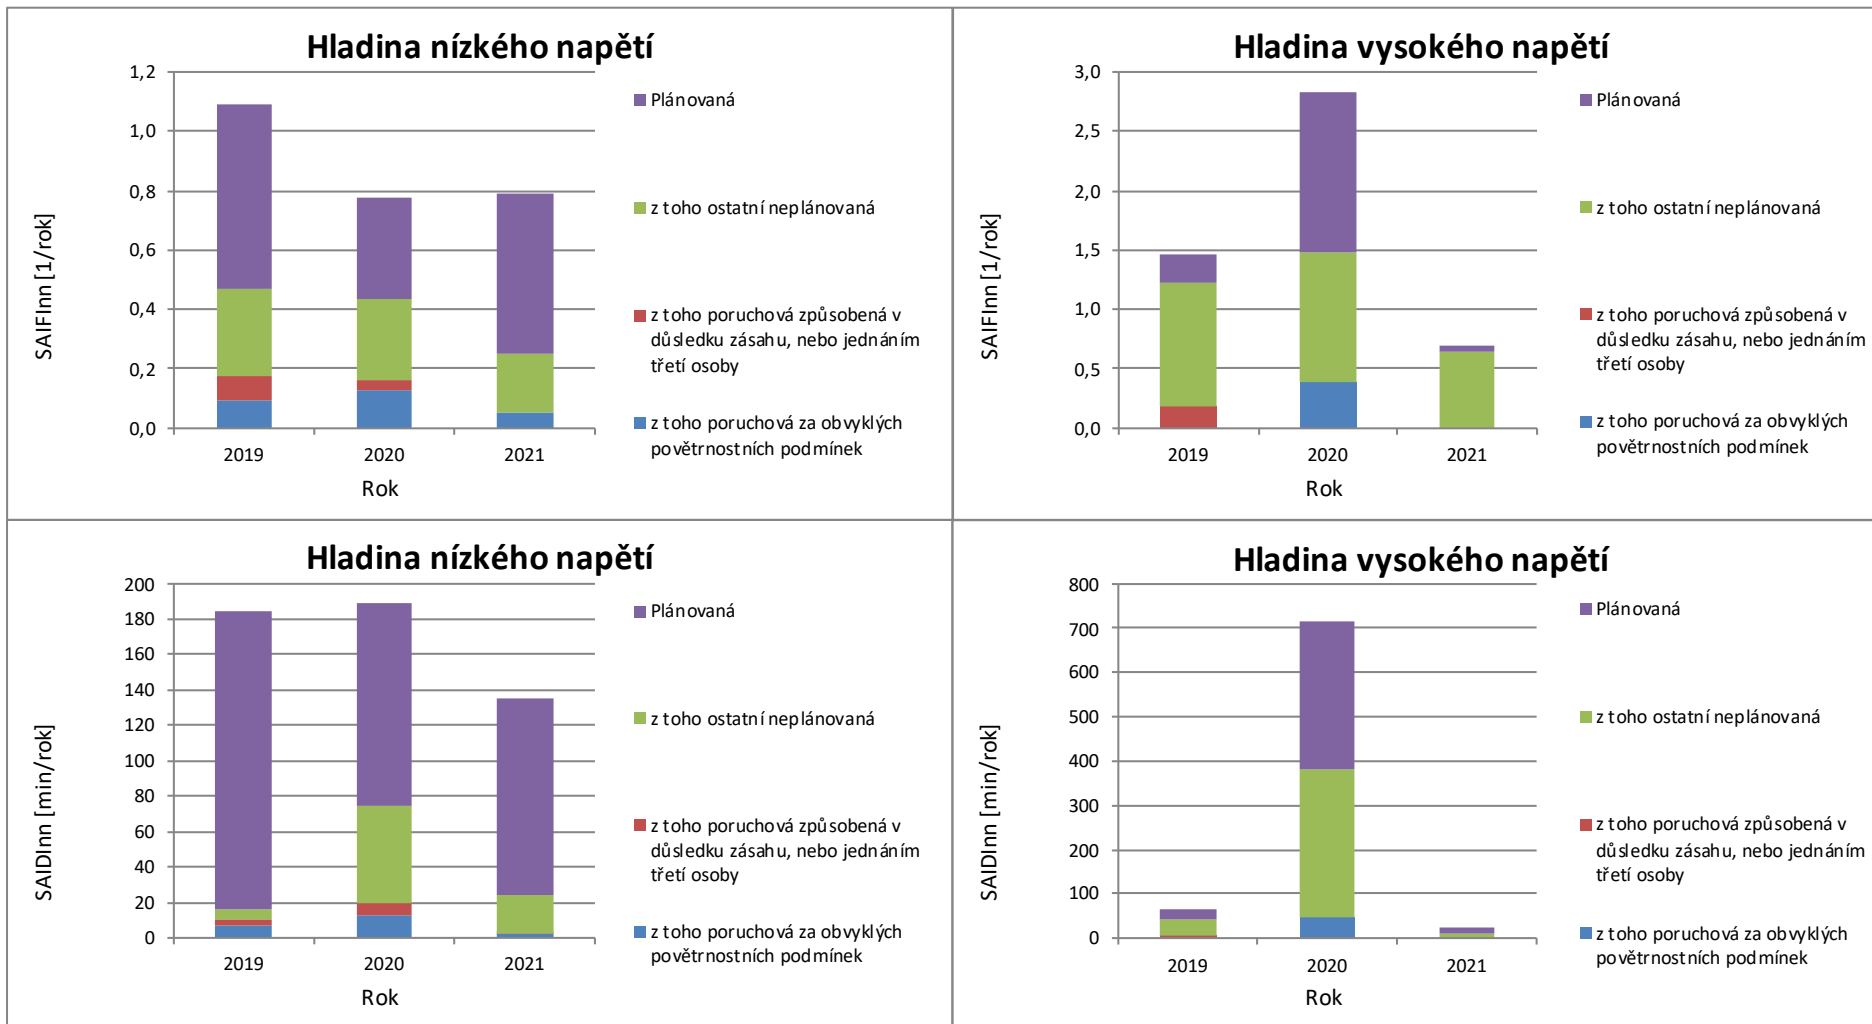 Hladina nízkého napětí
1,2
1,0
0,8
0,6
0,4
0,2
0,0
SAIFInn [1/rok]
2019
2020
2021
Rok
Plánovaná
z toho ostatní neplánovaná
z toho poruchová způsobená v
důsledku zásahu, nebo jednáním
třetí osoby
z toho poruchová za obvyklých
povětrnostních podmínek
Hladina vysokého napětí
3,0
2,5
2,0
1,5
1,0
0,5
0,0
SAIFInn [1/rok]
2019
2020
2021
Rok
Plánovaná
z toho ostatní neplánovaná
z toho poruchová způsobená v
důsledku zásahu, nebo jednáním
třetí osoby
z toho poruchová za obvyklých
povětrnostních podmínek
Hladina nízkého napětí
200
180
160
140
120
100
80
60
40
20
0
SAIDInn [min/rok]
2019
2020
2021
Rok
Plánovaná
z toho ostatní neplánovaná
z toho poruchová způsobená v
důsledku zásahu, nebo jednáním
třetí osoby
z toho poruchová za obvyklých
povětrnostních podmínek
Hladina vysokého napětí
800
700
600
500
400
300
200
100
0
SAIDInn [min/rok]
2019
2020
2021
Rok
Plánovaná
z toho ostatní neplánovaná
z toho poruchová způsobená v
důsledku zásahu, nebo jednáním
třetí osoby
z toho poruchová za obvyklých
povětrnostních podmínek